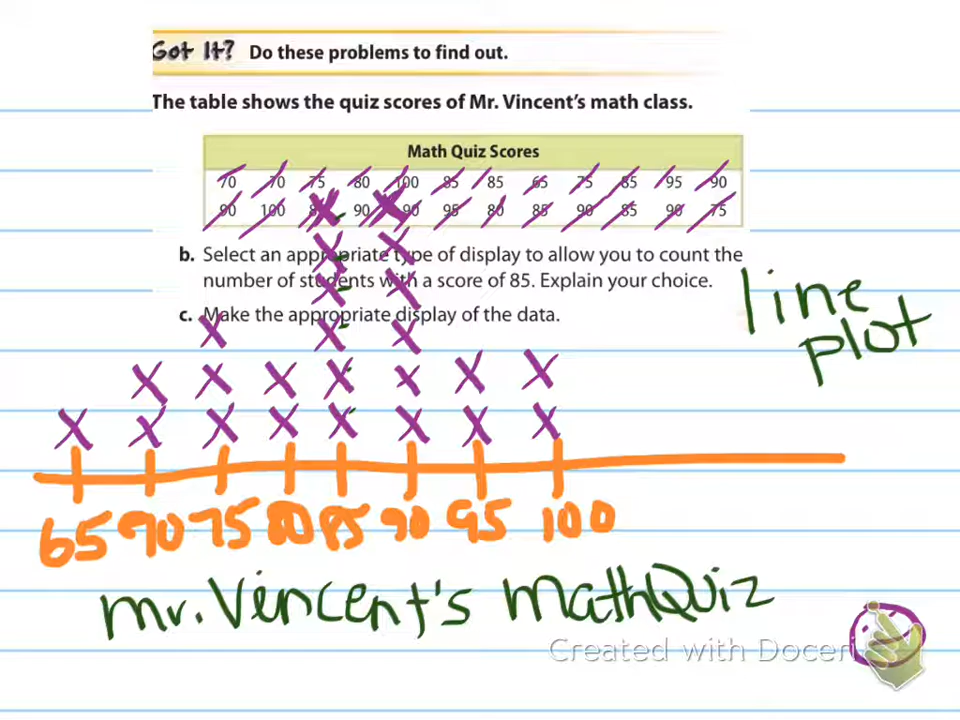 Got It? Do these problems to find out.
The table shows the quiz scores of Mr. Vincent's math class.
Math Quiz Scores
70 70 75 80 100 85 85 65 75 85 95 90
90 100 90 90 95 80 85 90 85 90 75
b. Select an appropriate type of display to allow you to count the
number of students with a score of 85. Explain your choice.
c. Make the appropriate display of the data.
line
plot
X X
X X
X X
X X X
X X X X X X X
X X X X X X X X
65 70 75 80 85 90 95 100
mr. Vincent's mathQuiz
Created with Docer